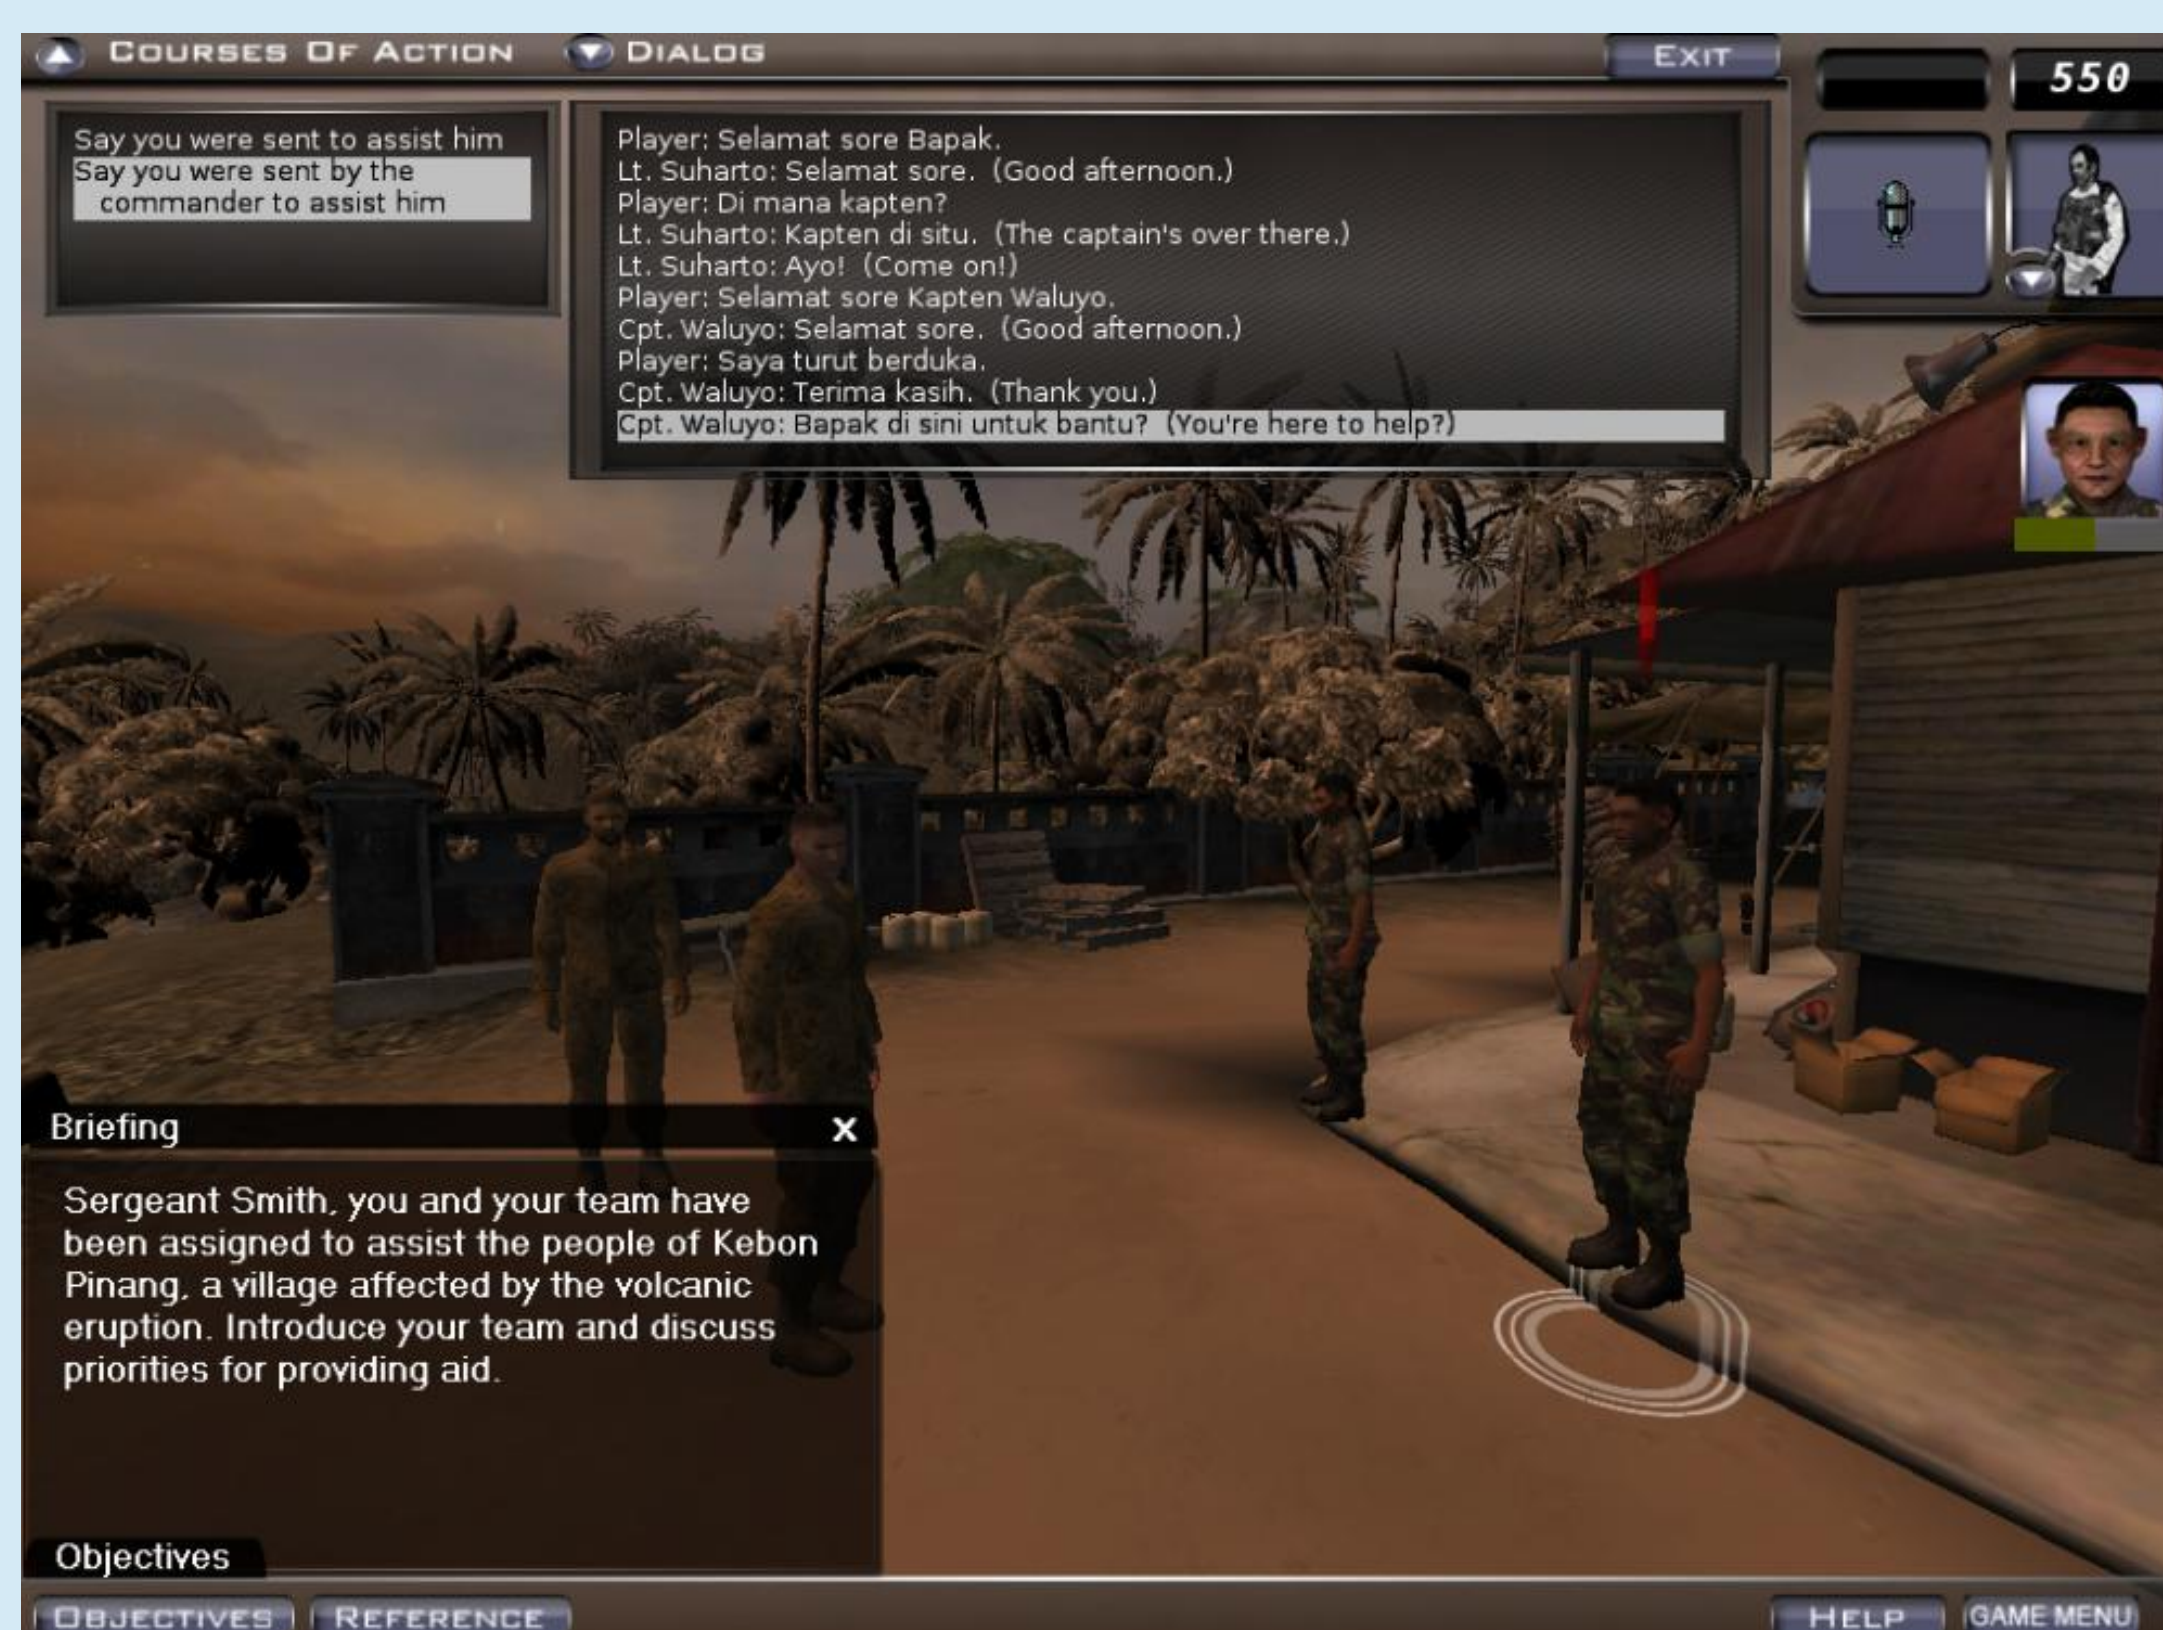 COURSES OF ACTION
DIALOG
EXIT
550
Say you were sent to assist him
Say you were sent by the
commander to assist him
Player: Selamat sore Bapak.
Lt. Suharto: Selamat sore. (Good afternoon.)
Player: Di mana kapten?
Lt. Suharto: Kapten di situ. (The captain's over there.)
Lt. Suharto: Ayo! (Come on!)
Player: Selamat sore Kapten Waluyo.
Cpt. Waluyo: Selamat sore. (Good afternoon.)
Player: Saya turut berduka.
Cpt. Waluyo: Terima kasih. (Thank you.)
Cpt. Waluyo: Bapak di sini untuk bantu? (You're here to help?)
Briefing
x
Sergeant Smith, you and your team have
been assigned to assist the people of Kebon
Pinang, a village affected by the volcanic
eruption. Introduce your team and discuss
priorities for providing aid.
Objectives
OBJECTIVES
REFERENCE
HELP
GAME MENU